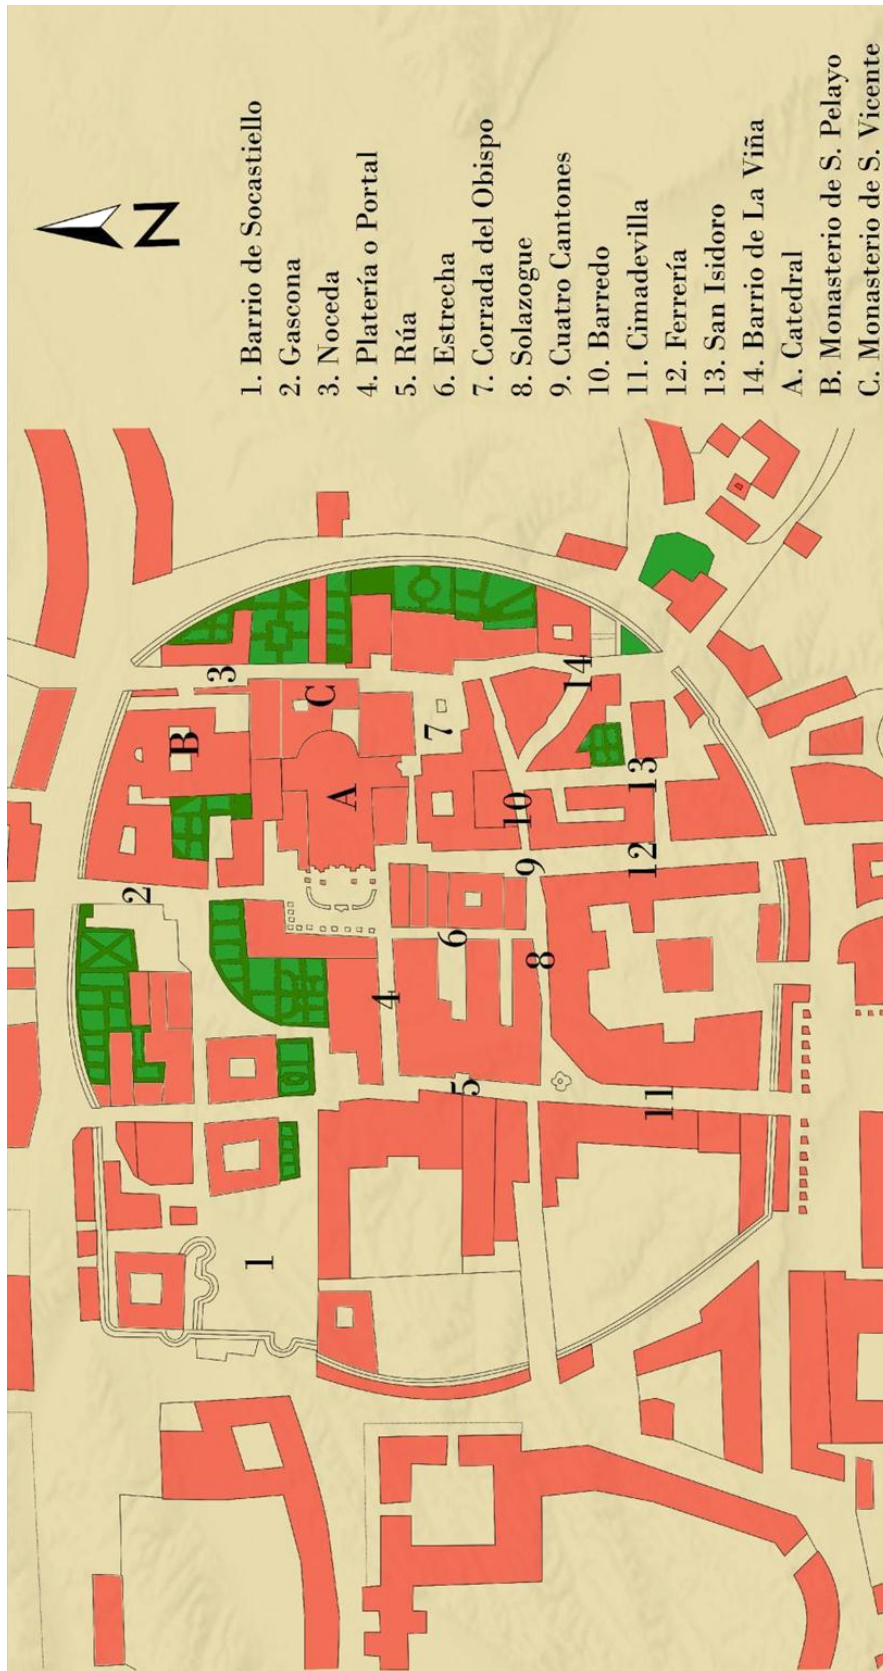 N
1. Barrio de Socastiello
2. Gascona
3. Noceda
4. Platería o Portal
5. Rúa
6. Estrecha
7. Corrada del Obispo
8. Solazogue
9. Cuatro Cantones
10. Barredo
11. Cimadevilla
12. Ferrería
13. San Isidoro
14. Barrio de La Viña
A. Catedral
B. Monasterio de S. Pelayo
C. Monasterio de S. Vicente
3
C
B
7
14
13
A
10
2
9
12
6
8
4
5
11
1